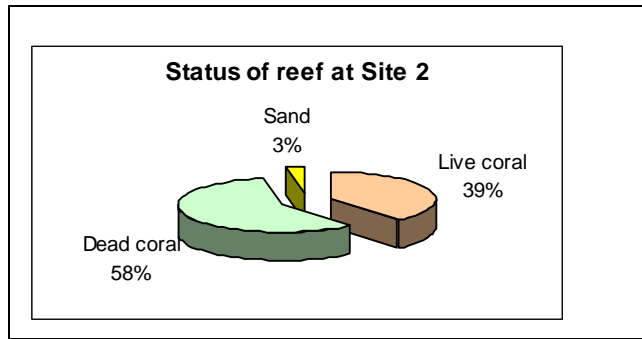 Status of reef at Site 2
Sand
3%
Live coral
39%
Dead coral
58%